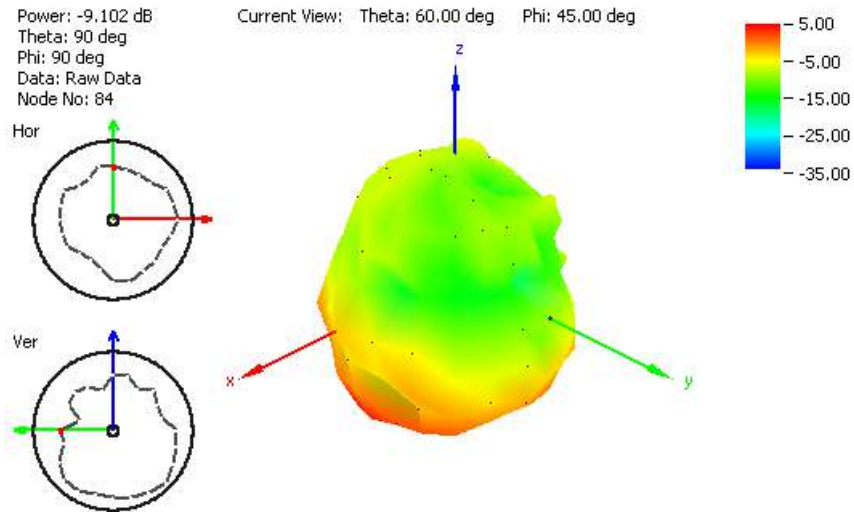 Power: -9.102 dB
Theta: 90 deg
Phi: 90 deg
Data: Raw Data
Node No: 84
Current View: Theta: 60.00 deg Phi: 45.00 deg
Hor
Ver
z
x
y
5.00
-5.00
-15.00
-25.00
-35.00